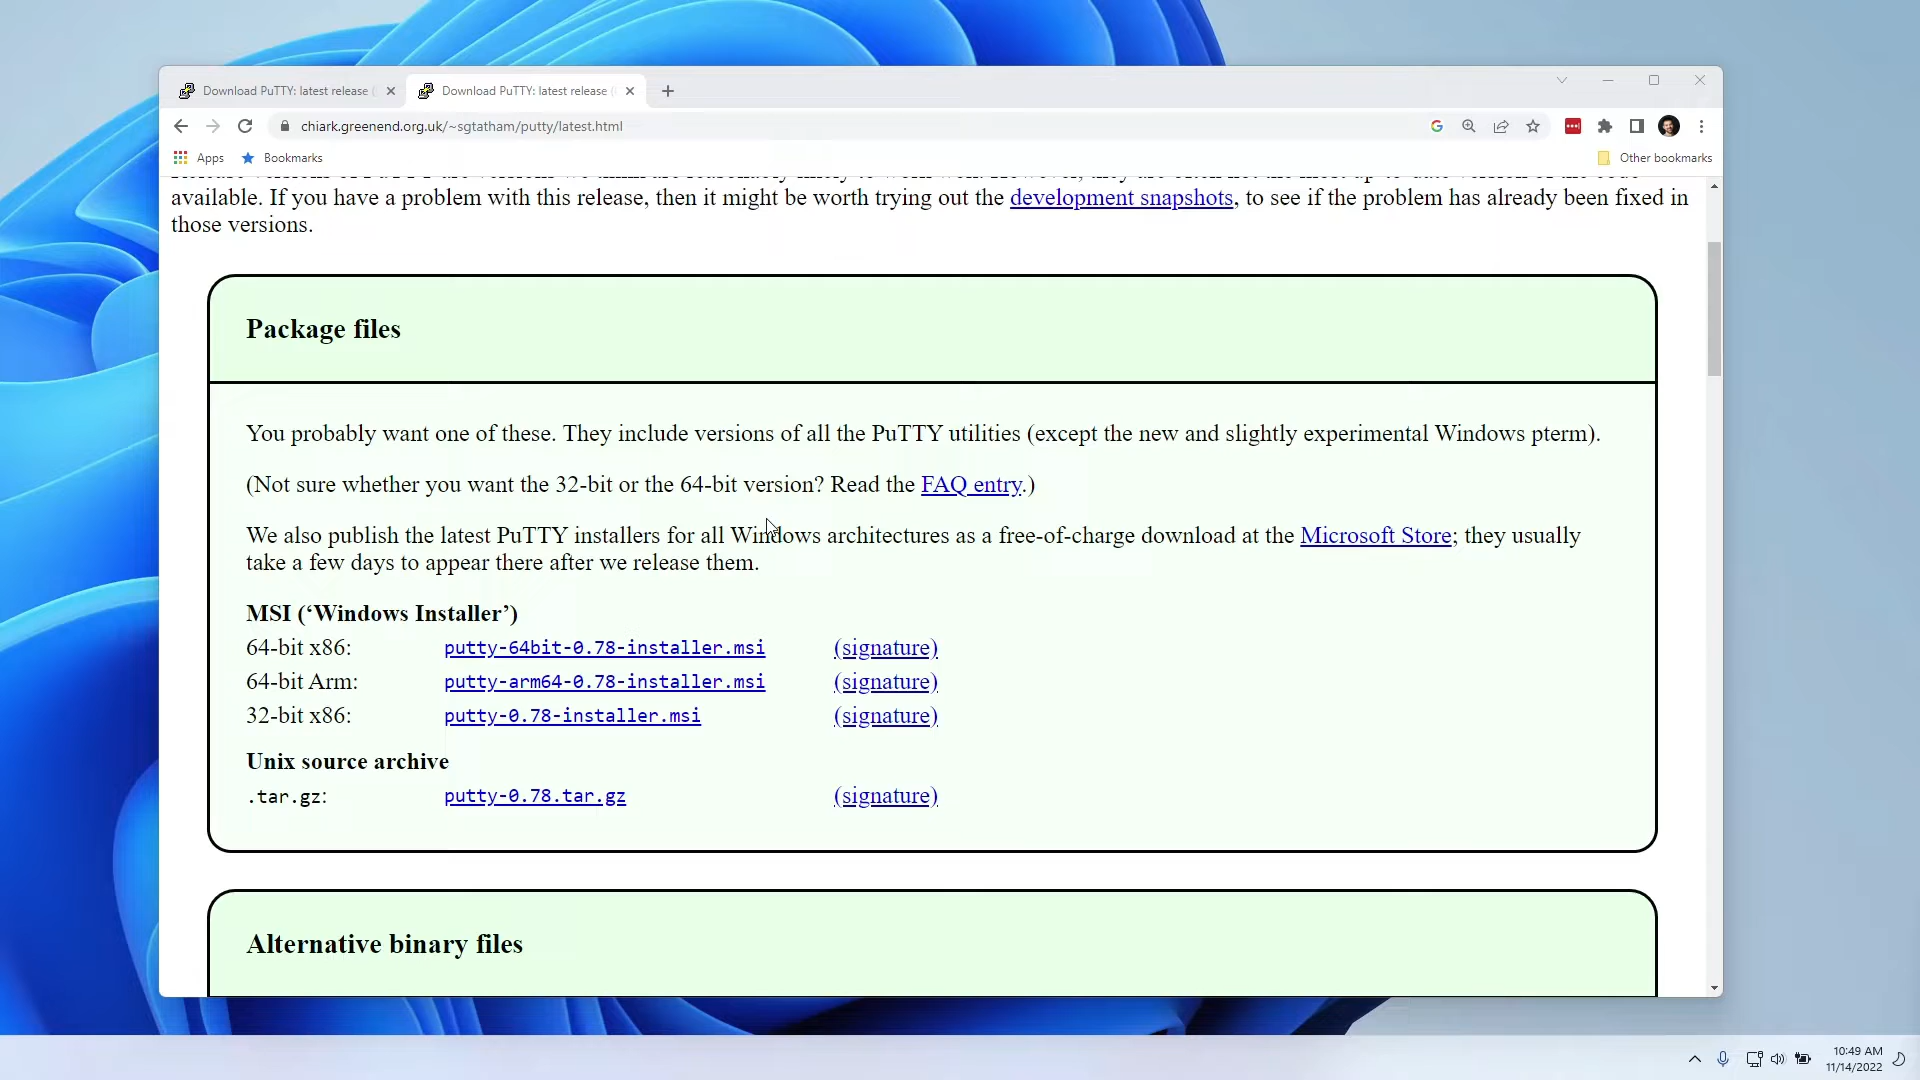 Download PuTTY: latest release (
Download PuTTY: latest release (
chiark.greenend.org.uk/~sgtatham/putty/latest.html
Apps
Bookmarks
Other bookmarks
available. If you have a problem with this release, then it might be worth trying out the development snapshots, to see if the problem has already been fixed in
those versions.
Package files
You probably want one of these. They include versions of all the PuTTY utilities (except the new and slightly experimental Windows pterm).
(Not sure whether you want the 32-bit or the 64-bit version? Read the FAQ entry.)
We also publish the latest PuTTY installers for all Windows architectures as a free-of-charge download at the Microsoft Store; they usually
take a few days to appear there after we release them.
MSI (‘Windows Installer’)
64-bit x86: putty-64bit-0.78-installer.msi (signature)
64-bit Arm: putty-arm64-0.78-installer.msi (signature)
32-bit x86: putty-0.78-installer.msi (signature)
Unix source archive
.tar.gz: putty-0.78.tar.gz (signature)
Alternative binary files
10:49 AM
11/14/2022